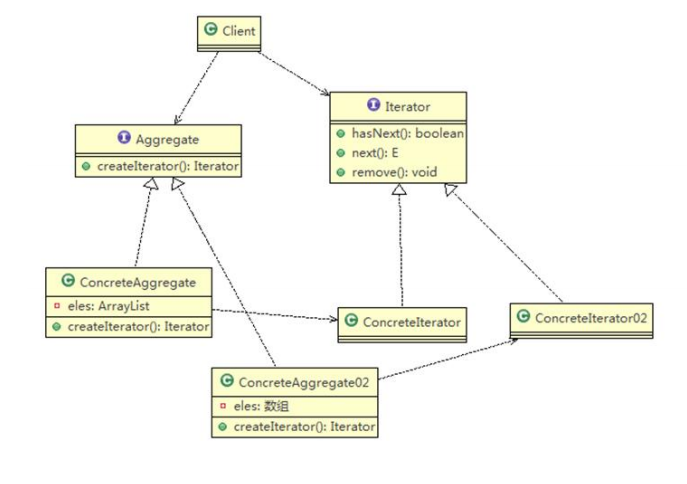 Client
Iterator
hasNext(): boolean
next(): E
remove(): void
Aggregate
createIterator(): Iterator
ConcreteAggregate
eles: ArrayList
createIterator(): Iterator
ConcreteIterator
ConcreteIterator02
ConcreteAggregate02
eles: 数组
createIterator(): Iterator